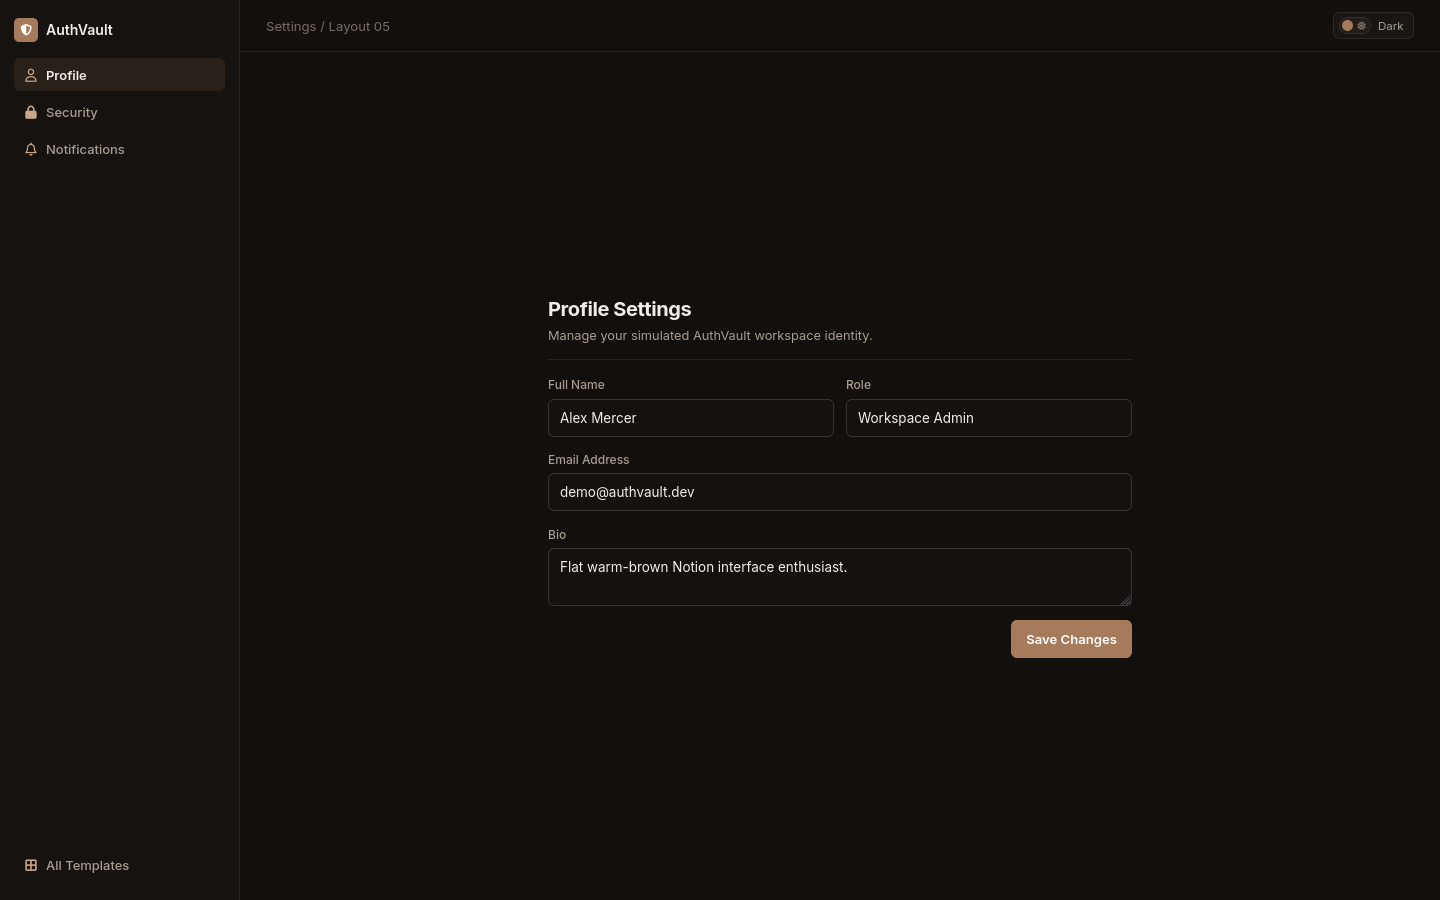 AuthVault
Profile
Security
Notifications
All Templates
Settings / Layout 05
Dark
Profile Settings
Manage your simulated AuthVault workspace identity.
Full Name
Role
Alex Mercer
Workspace Admin
Email Address
demo@authvault.dev
Bio
Flat warm-brown Notion interface enthusiast.
Save Changes